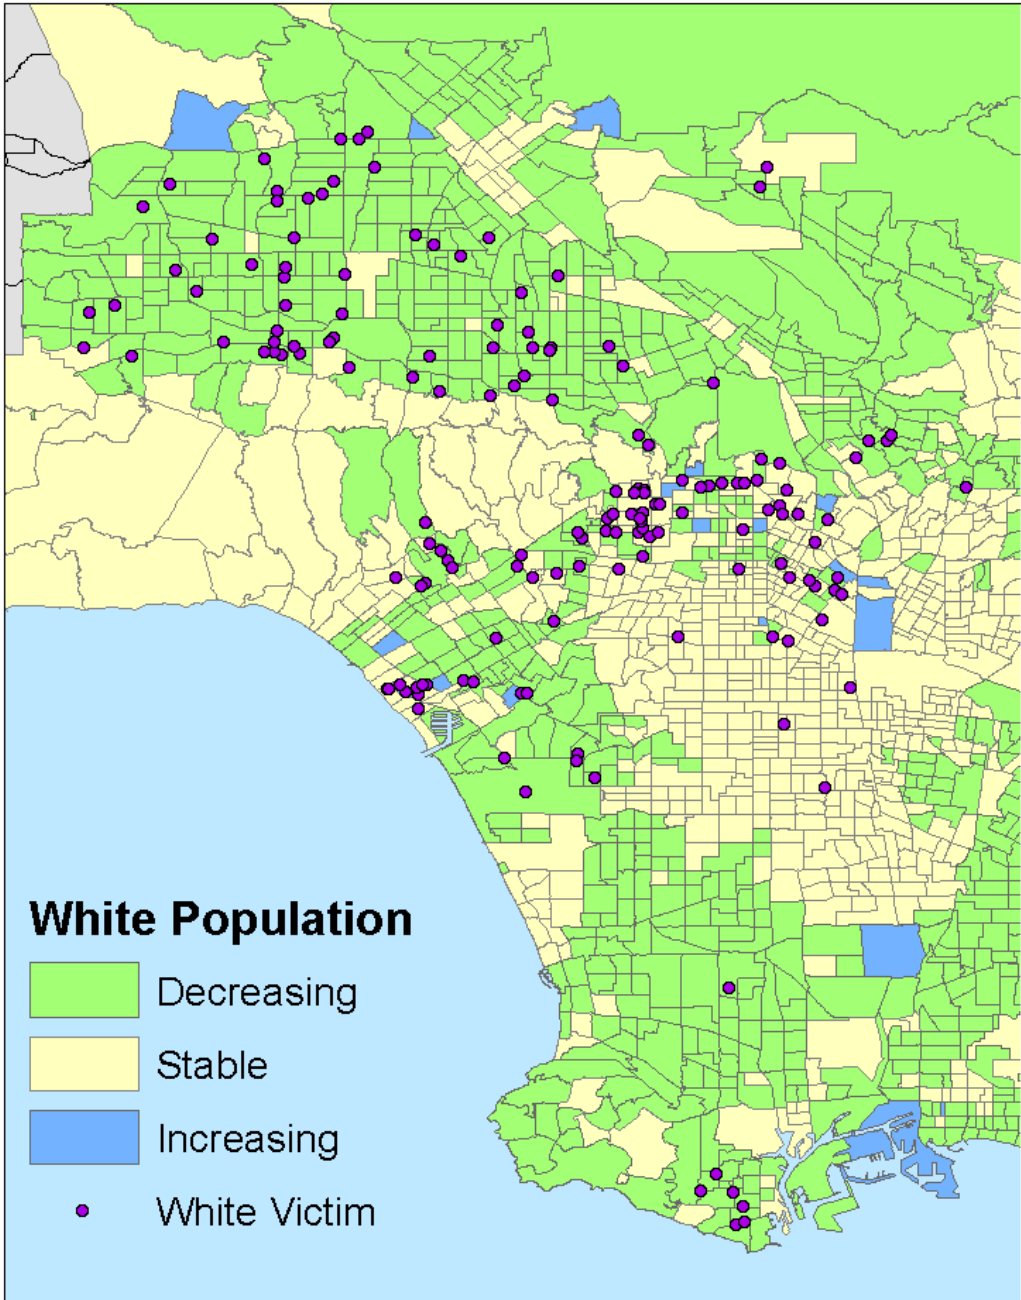 White Population
Decreasing
Stable
Increasing
White Victim